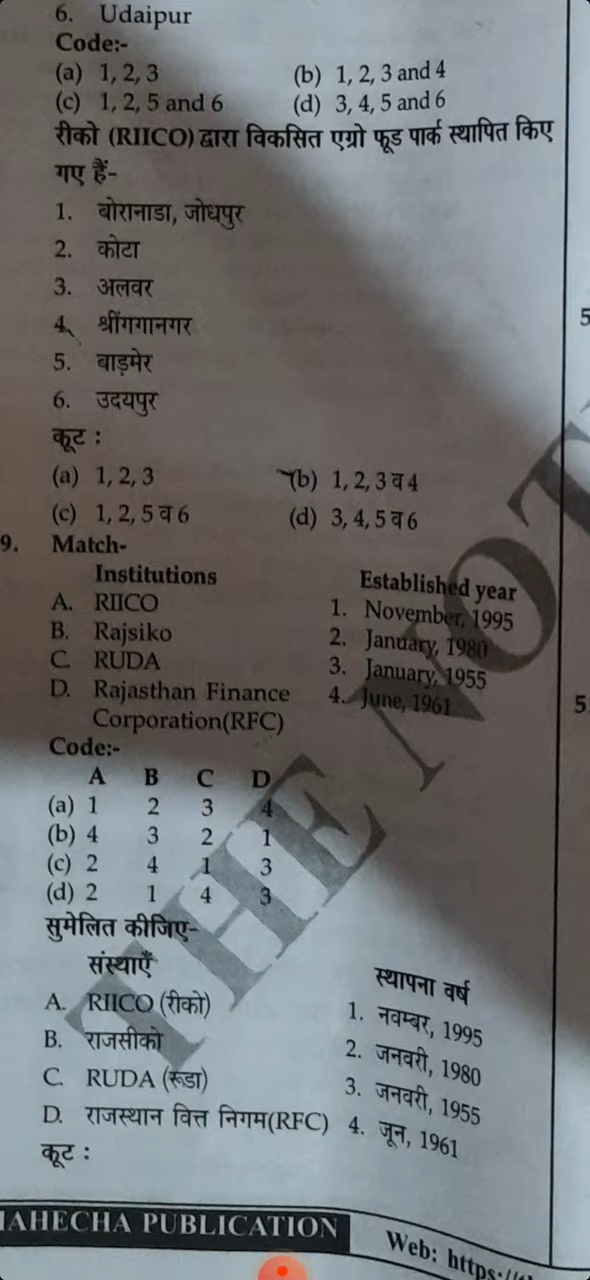 6. Udaipur
Code:-
(a) 1, 2, 3 (b) 1, 2, 3 and 4
(c) 1, 2, 5 and 6 (d) 3, 4, 5 and 6
रीको (RIICO) द्वारा विकसित एग्रो फूड पार्क स्थापित किए
गए हैं-
1. बोरानाडा, जोधपुर
2. कोटा
3. अलवर
4. श्रींगगानगर
5. बाड़मेर
6. उदयपुर
कूट :
(a) 1, 2, 3 (b) 1, 2, 3 व 4
(c) 1, 2, 5 व 6 (d) 3, 4, 5 व 6
9. Match-
Institutions Established year
A. RIICO 1. November, 1995
B. Rajsiko 2. January, 1980
C. RUDA 3. January, 1955
D. Rajasthan Finance 4. June, 1961
Corporation(RFC)
Code:-
A B C D
(a) 1 2 3 4
(b) 4 3 2 1
(c) 2 4 1 3
(d) 2 1 4 3
सुमेलित कीजिए-
संस्थाएँ स्थापना वर्ष
A. RIICO (रीको) 1. नवम्बर, 1995
B. राजसीको 2. जनवरी, 1980
C. RUDA (रूडा) 3. जनवरी, 1955
D. राजस्थान वित्त निगम(RFC) 4. जून, 1961
कूट :
THE NOT
5
5
AHECHA PUBLICATION Web: https:/